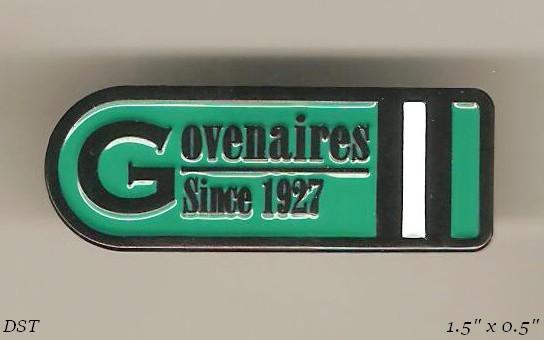 Govenaires
Since 1927
DST
1.5" x 0.5"